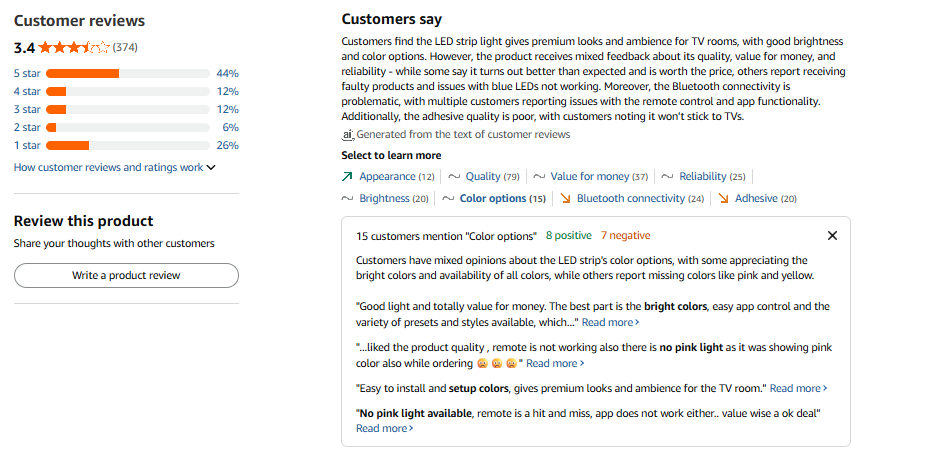 Customer reviews
3.4 (374)
5 star 44%
4 star 12%
3 star 12%
2 star 6%
1 star 26%
How customer reviews and ratings work
Review this product
Share your thoughts with other customers
Write a product review
Customers say
Customers find the LED strip light gives premium looks and ambience for TV rooms, with good brightness
and color options. However, the product receives mixed feedback about its quality, value for money, and
reliability - while some say it turns out better than expected and is worth the price, others report receiving
faulty products and issues with blue LEDs not working. Moreover, the Bluetooth connectivity is
problematic, with multiple customers reporting issues with the remote control and app functionality.
Additionally, the adhesive quality is poor, with customers noting it won't stick to TVs.
ai Generated from the text of customer reviews
Select to learn more
Appearance (12) Quality (79) Value for money (37) Reliability (25)
Brightness (20) Color options (15) Bluetooth connectivity (24) Adhesive (20)
15 customers mention "Color options" 8 positive 7 negative
Customers have mixed opinions about the LED strip's color options, with some appreciating the
bright colors and availability of all colors, while others report missing colors like pink and yellow.
"Good light and totally value for money. The best part is the bright colors, easy app control and the
variety of presets and styles available, which..." Read more
"...liked the product quality , remote is not working also there is no pink light as it was showing pink
color also while ordering 😀 😀 😀" Read more
"Easy to install and setup colors, gives premium looks and ambience for the TV room." Read more
"No pink light available, remote is a hit and miss, app does not work either.. value wise a ok deal"
Read more